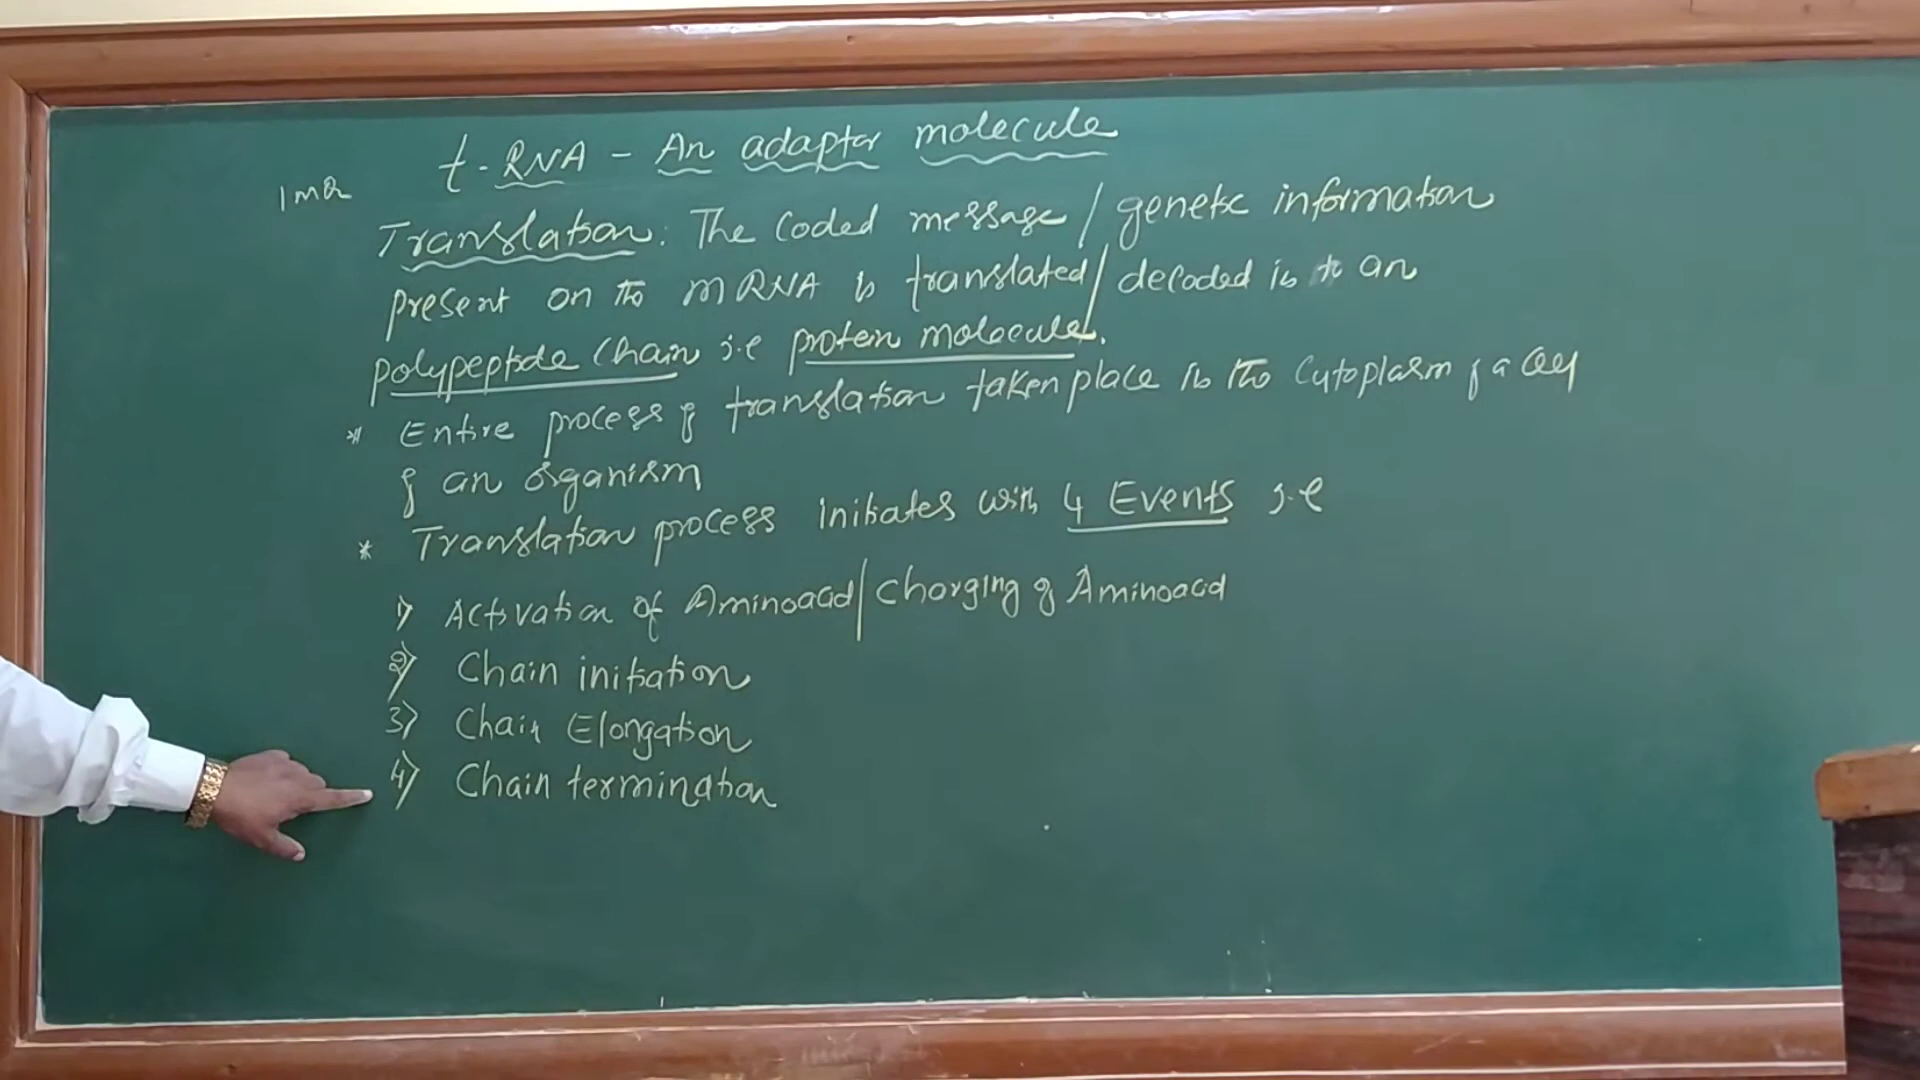 t-RNA - An adapter molecule
1mQ
Translation: The Coded message / genetic information
present on the mRNA is translated / decoded in to an
polypeptide Chain i.e protein molecule.
* Entire process of translation taken place in the Cytoplasm of a Cell
of an organism
* Translation process initiates with 4 Events i.e
1) Activation of Aminoacid / Charging of Aminoacid
2) Chain initiation
3) Chain Elongation
4) Chain termination